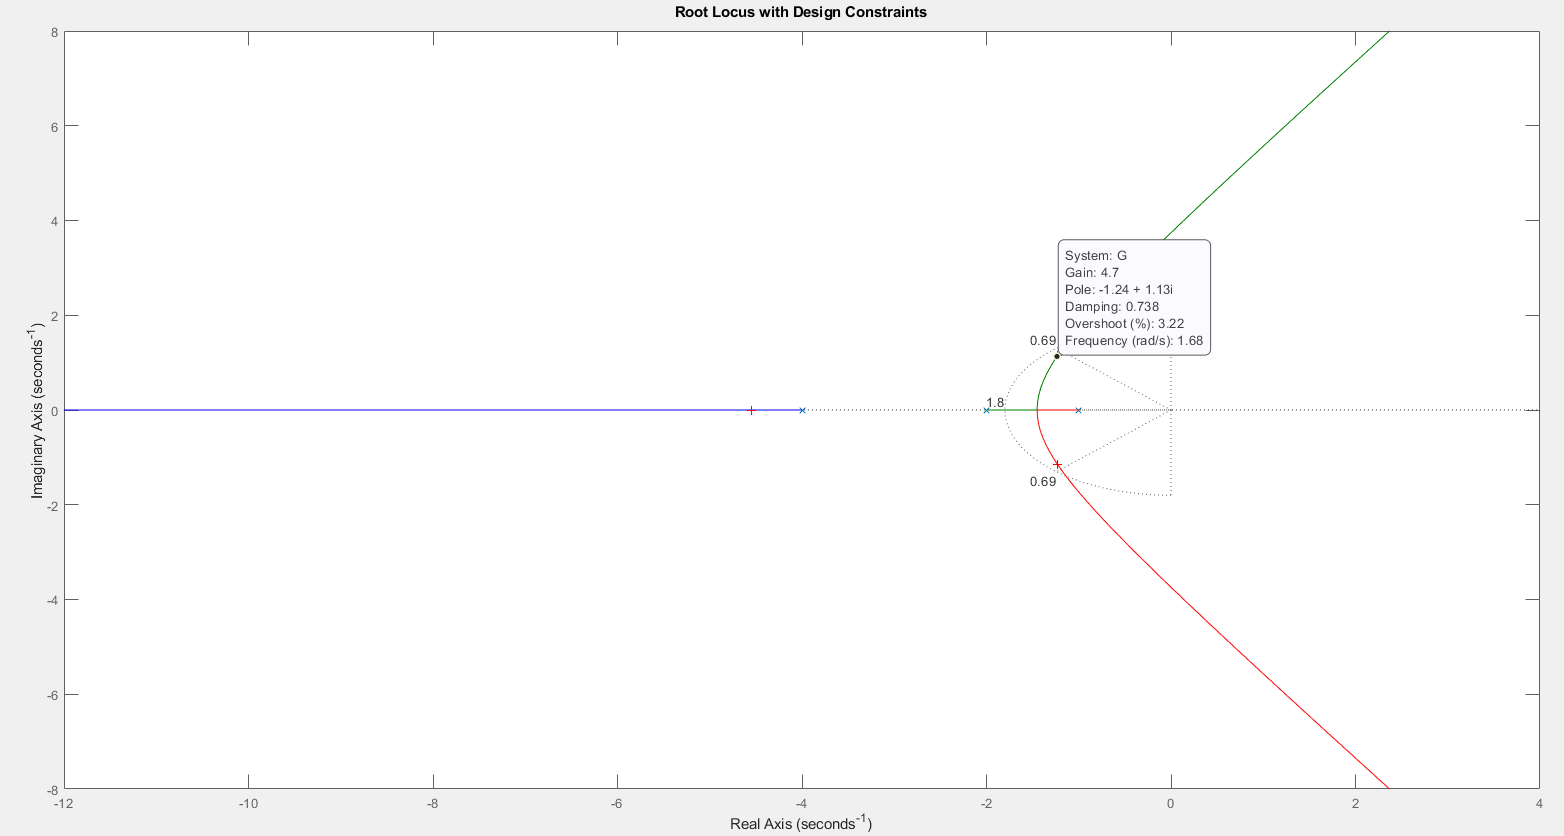 Root Locus with Design Constraints
8
6
4
2
0
-2
-4
-6
-8
Imaginary Axis (seconds-1)
System: G
Gain: 4.7
Pole: -1.24 + 1.13i
Damping: 0.738
Overshoot (%): 3.22
Frequency (rad/s): 1.68
0.69
1.8
0.69
-12 -10 -8 -6 -4 -2 0 2 4
Real Axis (seconds-1)